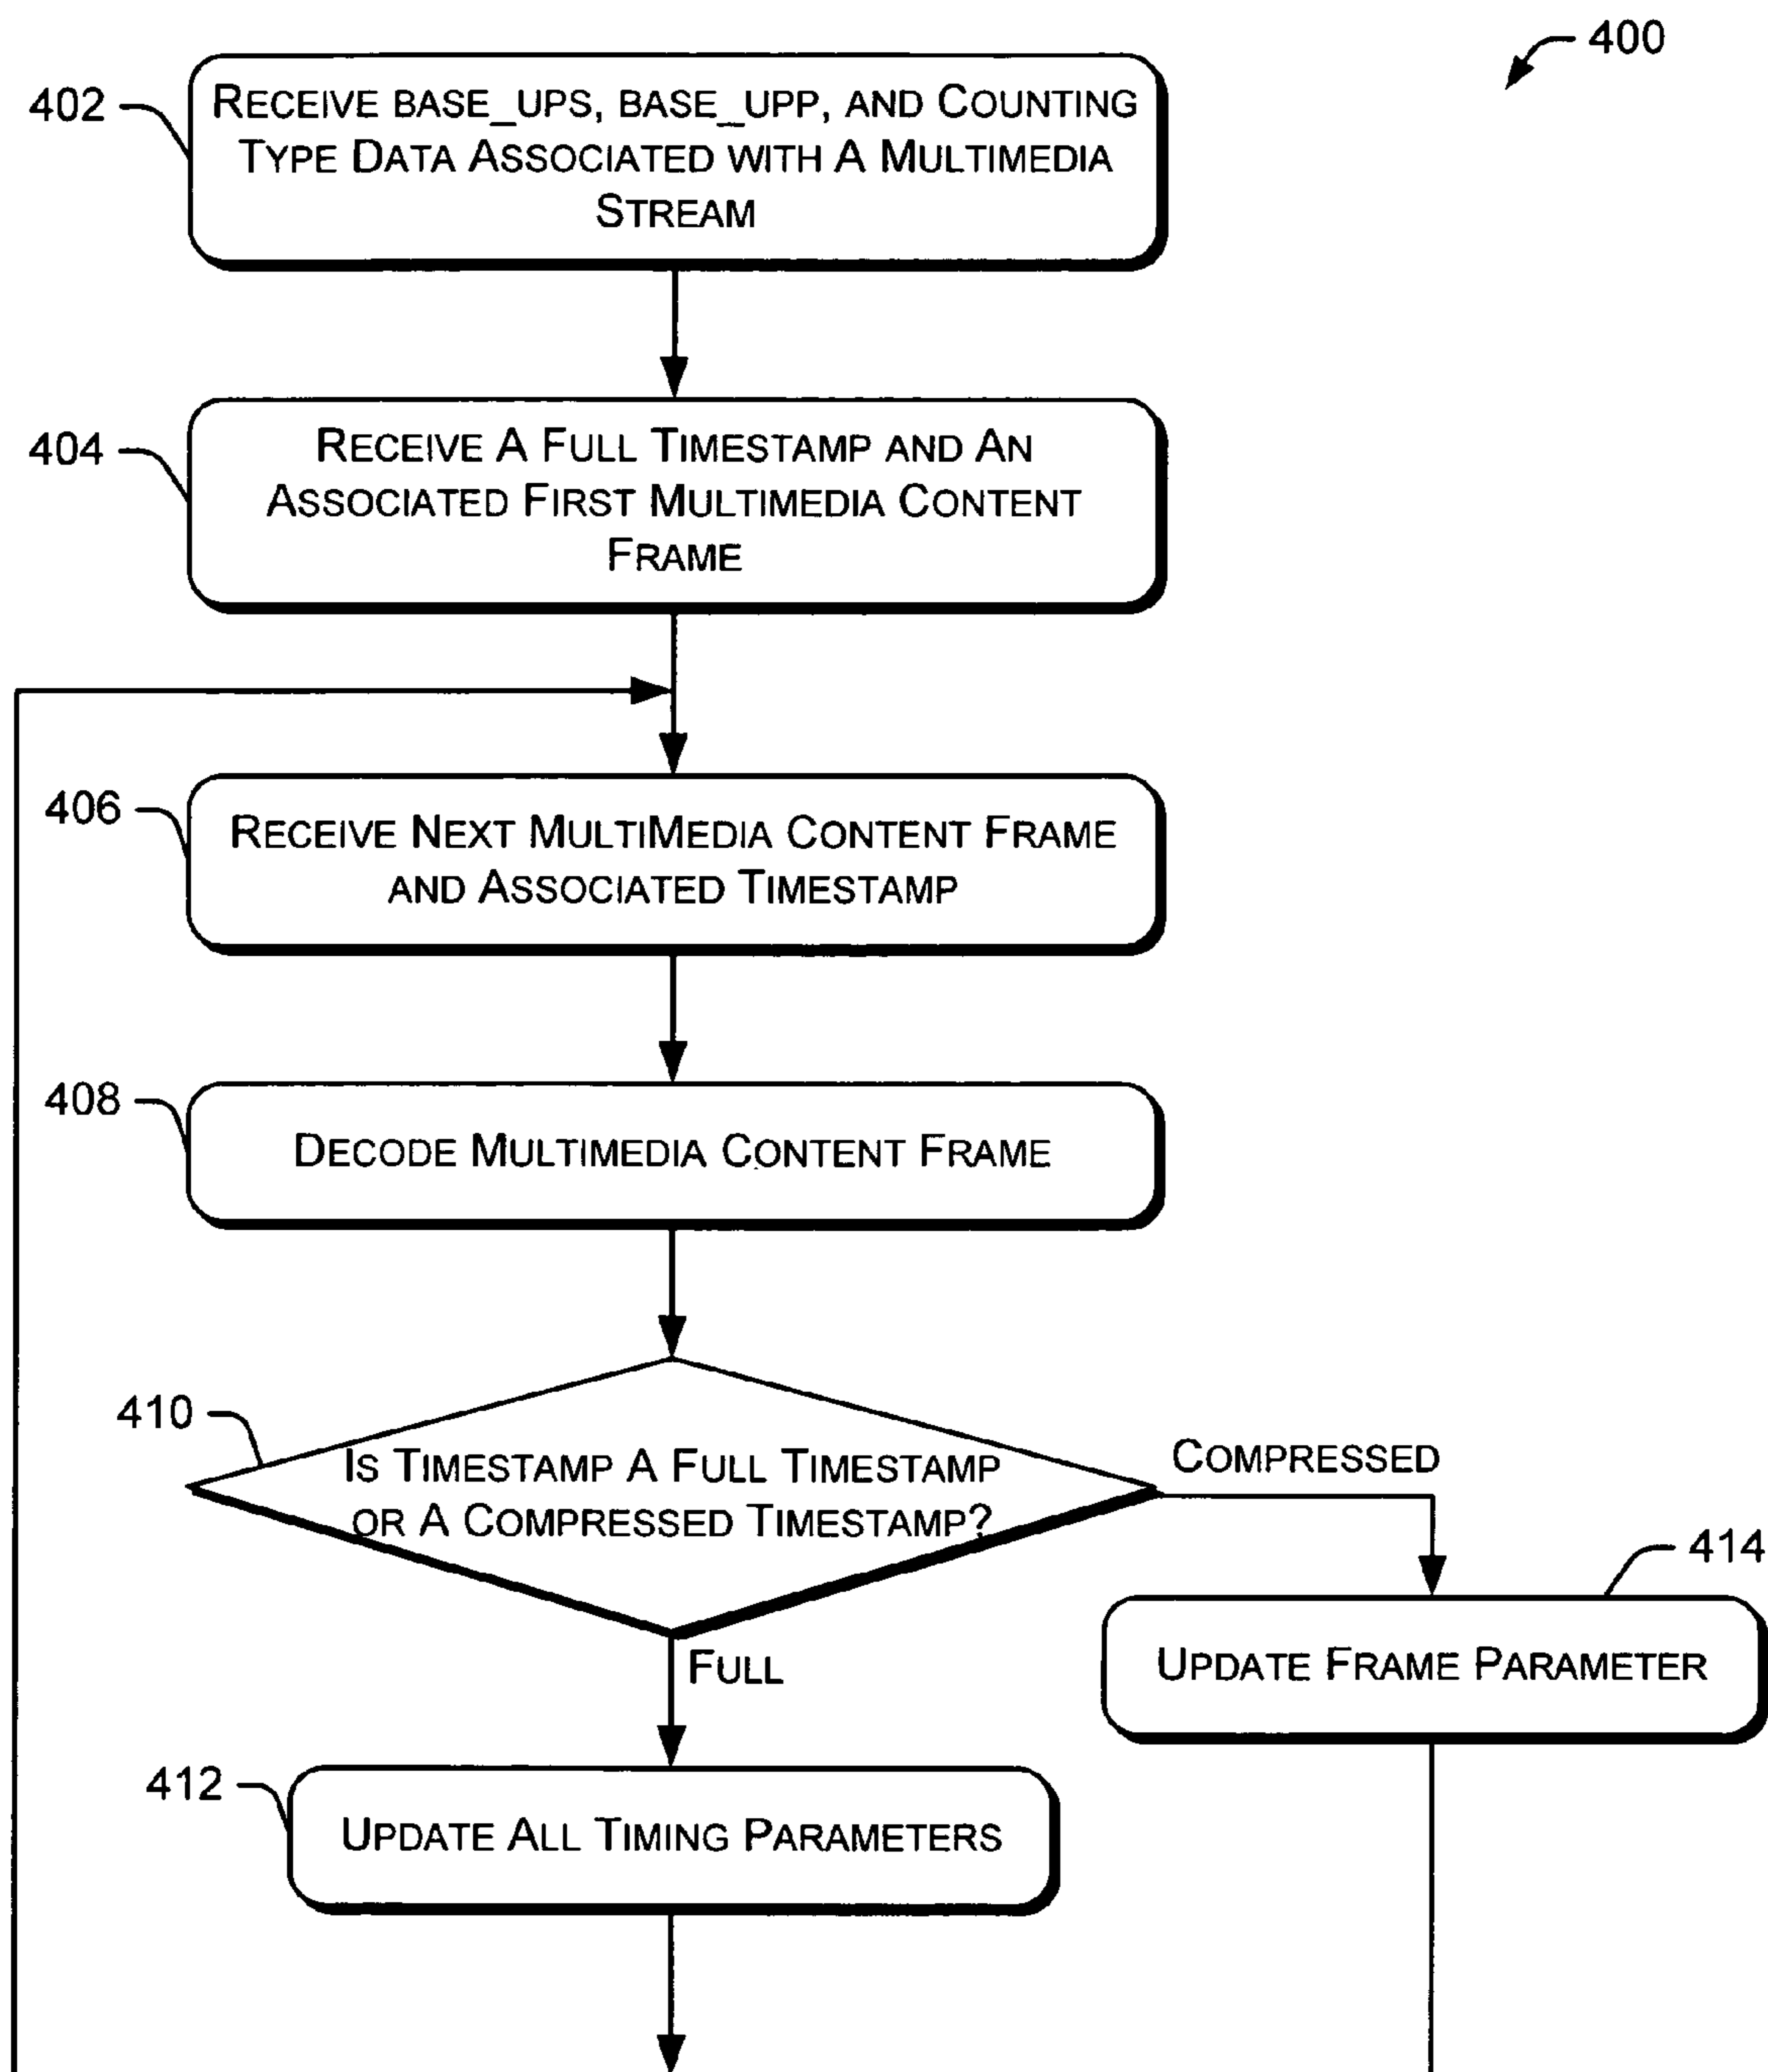 400
402
RECEIVE BASE_UPS, BASE_UPP, AND COUNTING
TYPE DATA ASSOCIATED WITH A MULTIMEDIA
STREAM
404
RECEIVE A FULL TIMESTAMP AND AN
ASSOCIATED FIRST MULTIMEDIA CONTENT
FRAME
406
RECEIVE NEXT MULTIMEDIA CONTENT FRAME
AND ASSOCIATED TIMESTAMP
408
DECODE MULTIMEDIA CONTENT FRAME
410
IS TIMESTAMP A FULL TIMESTAMP
OR A COMPRESSED TIMESTAMP?
COMPRESSED
414
UPDATE FRAME PARAMETER
FULL
412
UPDATE ALL TIMING PARAMETERS